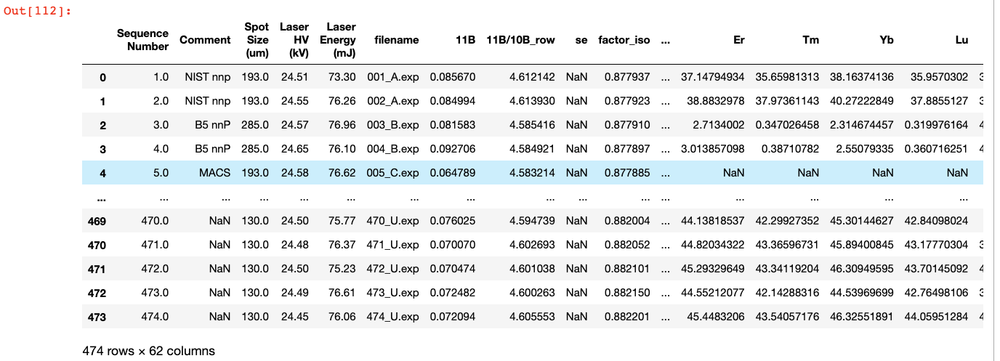 Out[112]:
Sequence Number Comment Spot Size (um) Laser HV (kV) Laser Energy (mJ) filename 11B 11B/10B_row se factor_iso ... Er Tm Yb Lu
0 1.0 NIST nnp 193.0 24.51 73.30 001_A.exp 0.085670 4.612142 NaN 0.877937 ... 37.14794934 35.65981313 38.16374136 35.9570302 3
1 2.0 NIST nnp 193.0 24.55 76.26 002_A.exp 0.084994 4.613930 NaN 0.877923 ... 38.8832978 37.97361143 40.27222849 37.8855127 3
2 3.0 B5 nnP 285.0 24.57 76.96 003_B.exp 0.081583 4.585416 NaN 0.877910 ... 2.7134002 0.347026458 2.314674457 0.319976164 4
3 4.0 B5 nnP 285.0 24.65 76.10 004_B.exp 0.092706 4.584921 NaN 0.877897 ... 3.013857098 0.38710782 2.55079335 0.360716251 4
4 5.0 MACS 193.0 24.58 76.62 005_C.exp 0.064789 4.583214 NaN 0.877885 ... NaN NaN NaN NaN
... ... ... ... ... ... ... ... ... ... ... ... ... ... ...
469 470.0 NaN 130.0 24.50 75.77 470_U.exp 0.076025 4.594739 NaN 0.882004 ... 44.13818537 42.29927352 45.30144627 42.84098024
470 471.0 NaN 130.0 24.48 76.37 471_U.exp 0.070070 4.602693 NaN 0.882052 ... 44.82034322 43.36596731 45.89400845 43.17770304 3
471 472.0 NaN 130.0 24.50 75.23 472_U.exp 0.070474 4.601038 NaN 0.882101 ... 45.29329649 43.34119204 46.30949595 43.70145092 4
472 473.0 NaN 130.0 24.49 76.61 473_U.exp 0.072482 4.600263 NaN 0.882150 ... 44.55212077 42.14288316 44.53969699 42.76498106 3
473 474.0 NaN 130.0 24.45 76.06 474_U.exp 0.072094 4.605553 NaN 0.882201 ... 45.4483206 43.54057176 46.32551891 44.05951284 4
474 rows × 62 columns